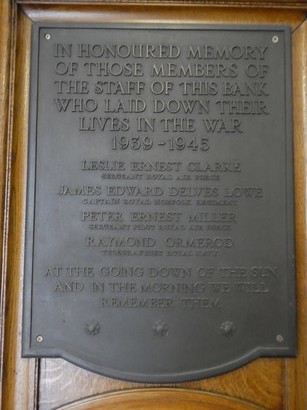 IN HONOURED MEMORY
OF THOSE MEMBERS OF
THE STAFF OF THIS BANK
WHO LAID DOWN THEIR
LIVES IN THE WAR
1939-1945
LESLIE ERNEST CLARKE
SERGEANT ROYAL AIR FORCE
JAMES EDWARD DELVES LOWE
CAPTAIN ROYAL NORFOLK REGIMENT
PETER ERNEST MILLER
SERGEANT PILOT ROYAL AIR FORCE
RAYMOND ORMEROD
TELEGRAPHIST ROYAL NAVY
AT THE GOING DOWN OF THE SUN
AND IN THE MORNING WE WILL
REMEMBER THEM